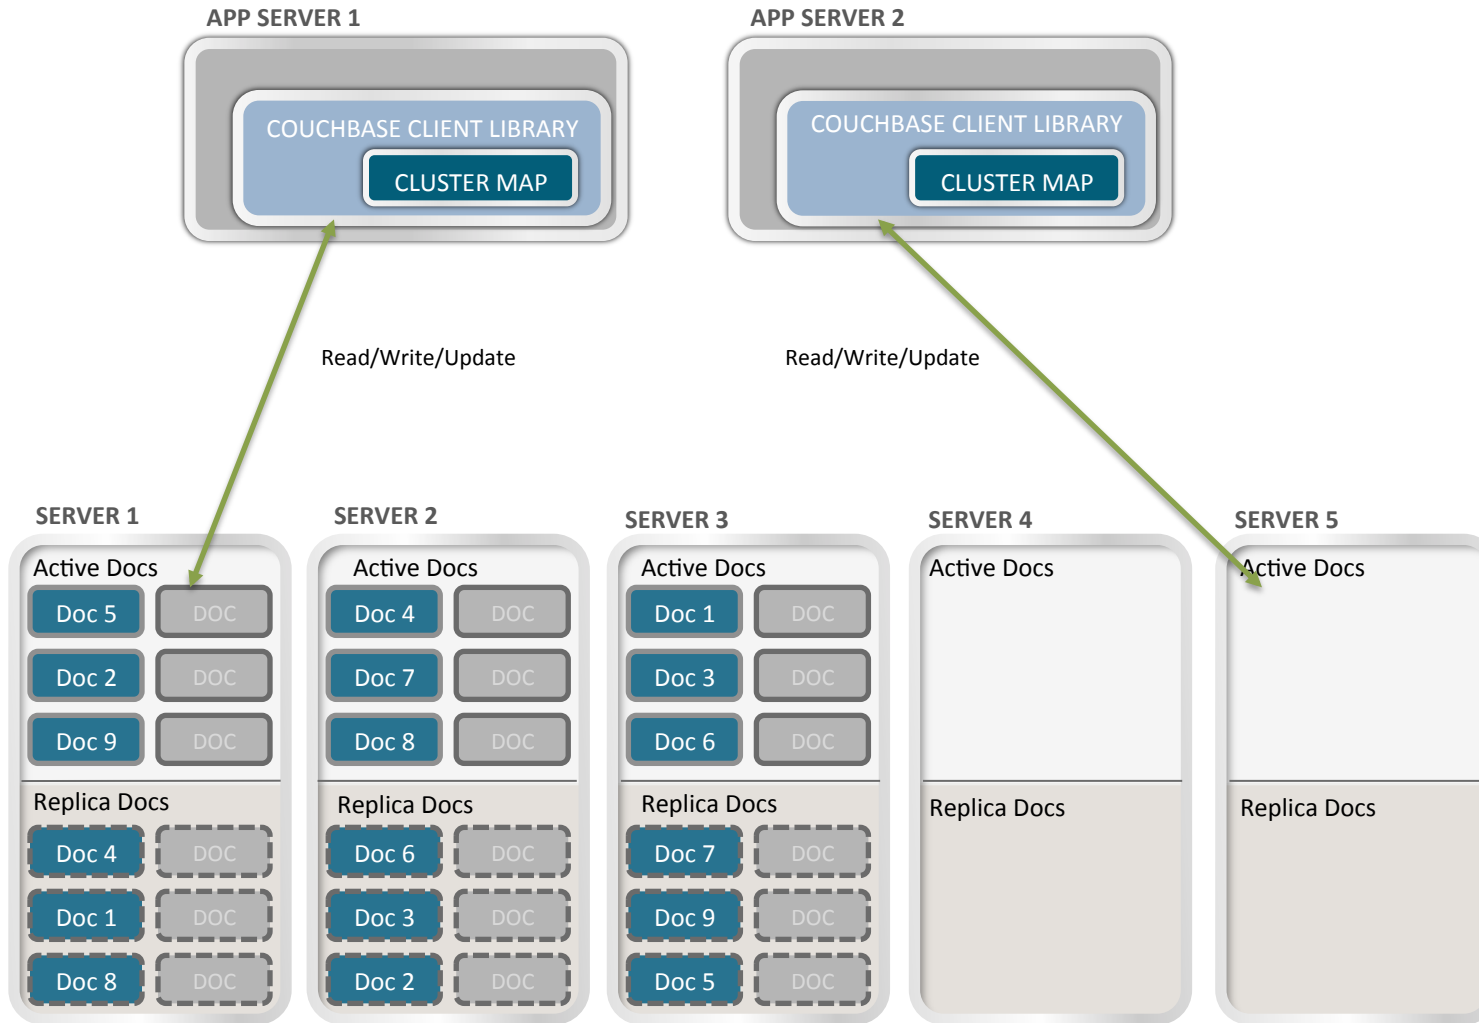 APP SERVER 1
APP SERVER 2
COUCHBASE CLIENT LIBRARY
CLUSTER MAP
COUCHBASE CLIENT LIBRARY
CLUSTER MAP
Read/Write/Update
Read/Write/Update
SERVER 1
Active Docs
Doc 5 DOC
Doc 2 DOC
Doc 9 DOC
Replica Docs
Doc 4 DOC
Doc 1 DOC
Doc 8 DOC
SERVER 2
Active Docs
Doc 4 DOC
Doc 7 DOC
Doc 8 DOC
Replica Docs
Doc 6 DOC
Doc 3 DOC
Doc 2 DOC
SERVER 3
Active Docs
Doc 1 DOC
Doc 3 DOC
Doc 6 DOC
Replica Docs
Doc 7 DOC
Doc 9 DOC
Doc 5 DOC
SERVER 4
Active Docs
Replica Docs
SERVER 5
Active Docs
Replica Docs